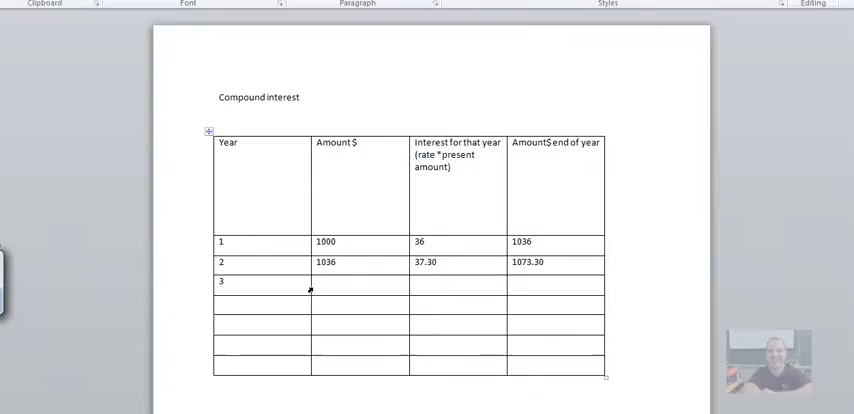 Clipboard Font Paragraph Styles Editing
Compound interest
Year Amount $ Interest for that year Amount$ end of year
(rate *present
amount)
1 1000 36 1036
2 1036 37.30 1073.30
3